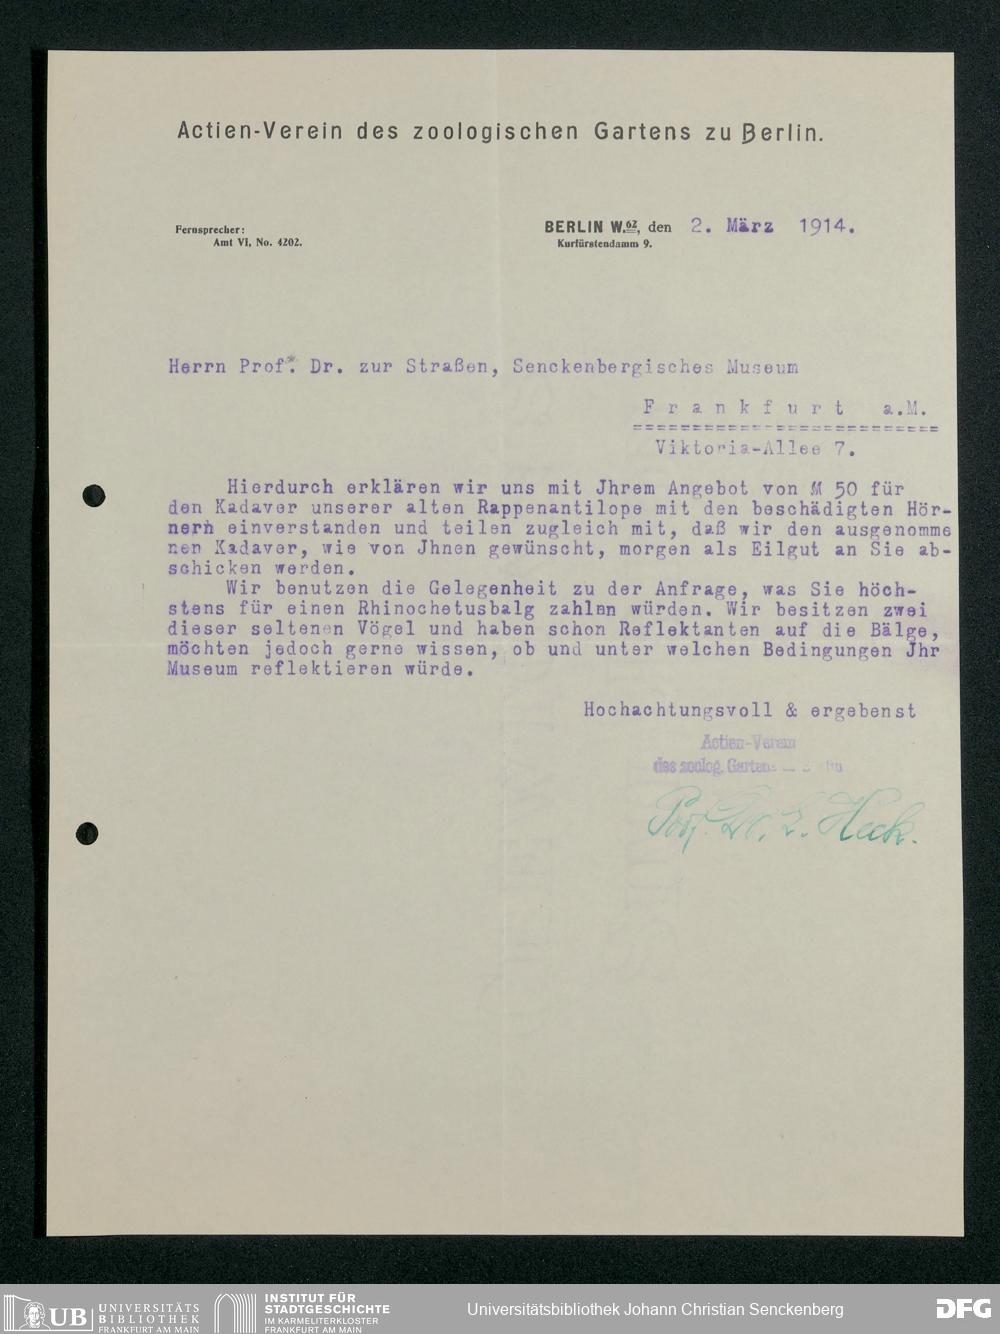 Actien-Verein des zoologischen Gartens zu Berlin.
Fernsprecher:
Amt VI, No. 4202.
BERLIN W.62, den 2. März 1914.
Kurfürstendamm 9.
Herrn Prof. Dr. zur Straßen, Senckenbergisches Museum
Frankfurt a.M.
==========================
Viktoria-Allee 7.
Hierdurch erklären wir uns mit Jhrem Angebot von M 50 für
den Kadaver unserer alten Rappenantilope mit den beschädigten Hör-
nern einverstanden und teilen zugleich mit, daß wir den ausgenomme
nen Kadaver, wie von Jhnen gewünscht, morgen als Eilgut an Sie ab-
schicken werden.
Wir benutzen die Gelegenheit zu der Anfrage, was Sie höch-
stens für einen Rhinochetusbalg zahlen würden. Wir besitzen zwei
dieser seltenen Vögel und haben schon Reflektanten auf die Bälge,
möchten jedoch gerne wissen, ob und unter welchen Bedingungen Jhr
Museum reflektieren würde.
Hochachtungsvoll & ergebenst
Actien-Verein
des zoolog. Gartens
Prof. Dr. L. Heck.
UB UNIVERSITÄTS
BIBLIOTHEK
FRANKFURT AM MAIN
INSTITUT FÜR
STADTGESCHICHTE
IM KARMELITERKLOSTER
FRANKFURT AM MAIN
Universitätsbibliothek Johann Christian Senckenberg
DFG